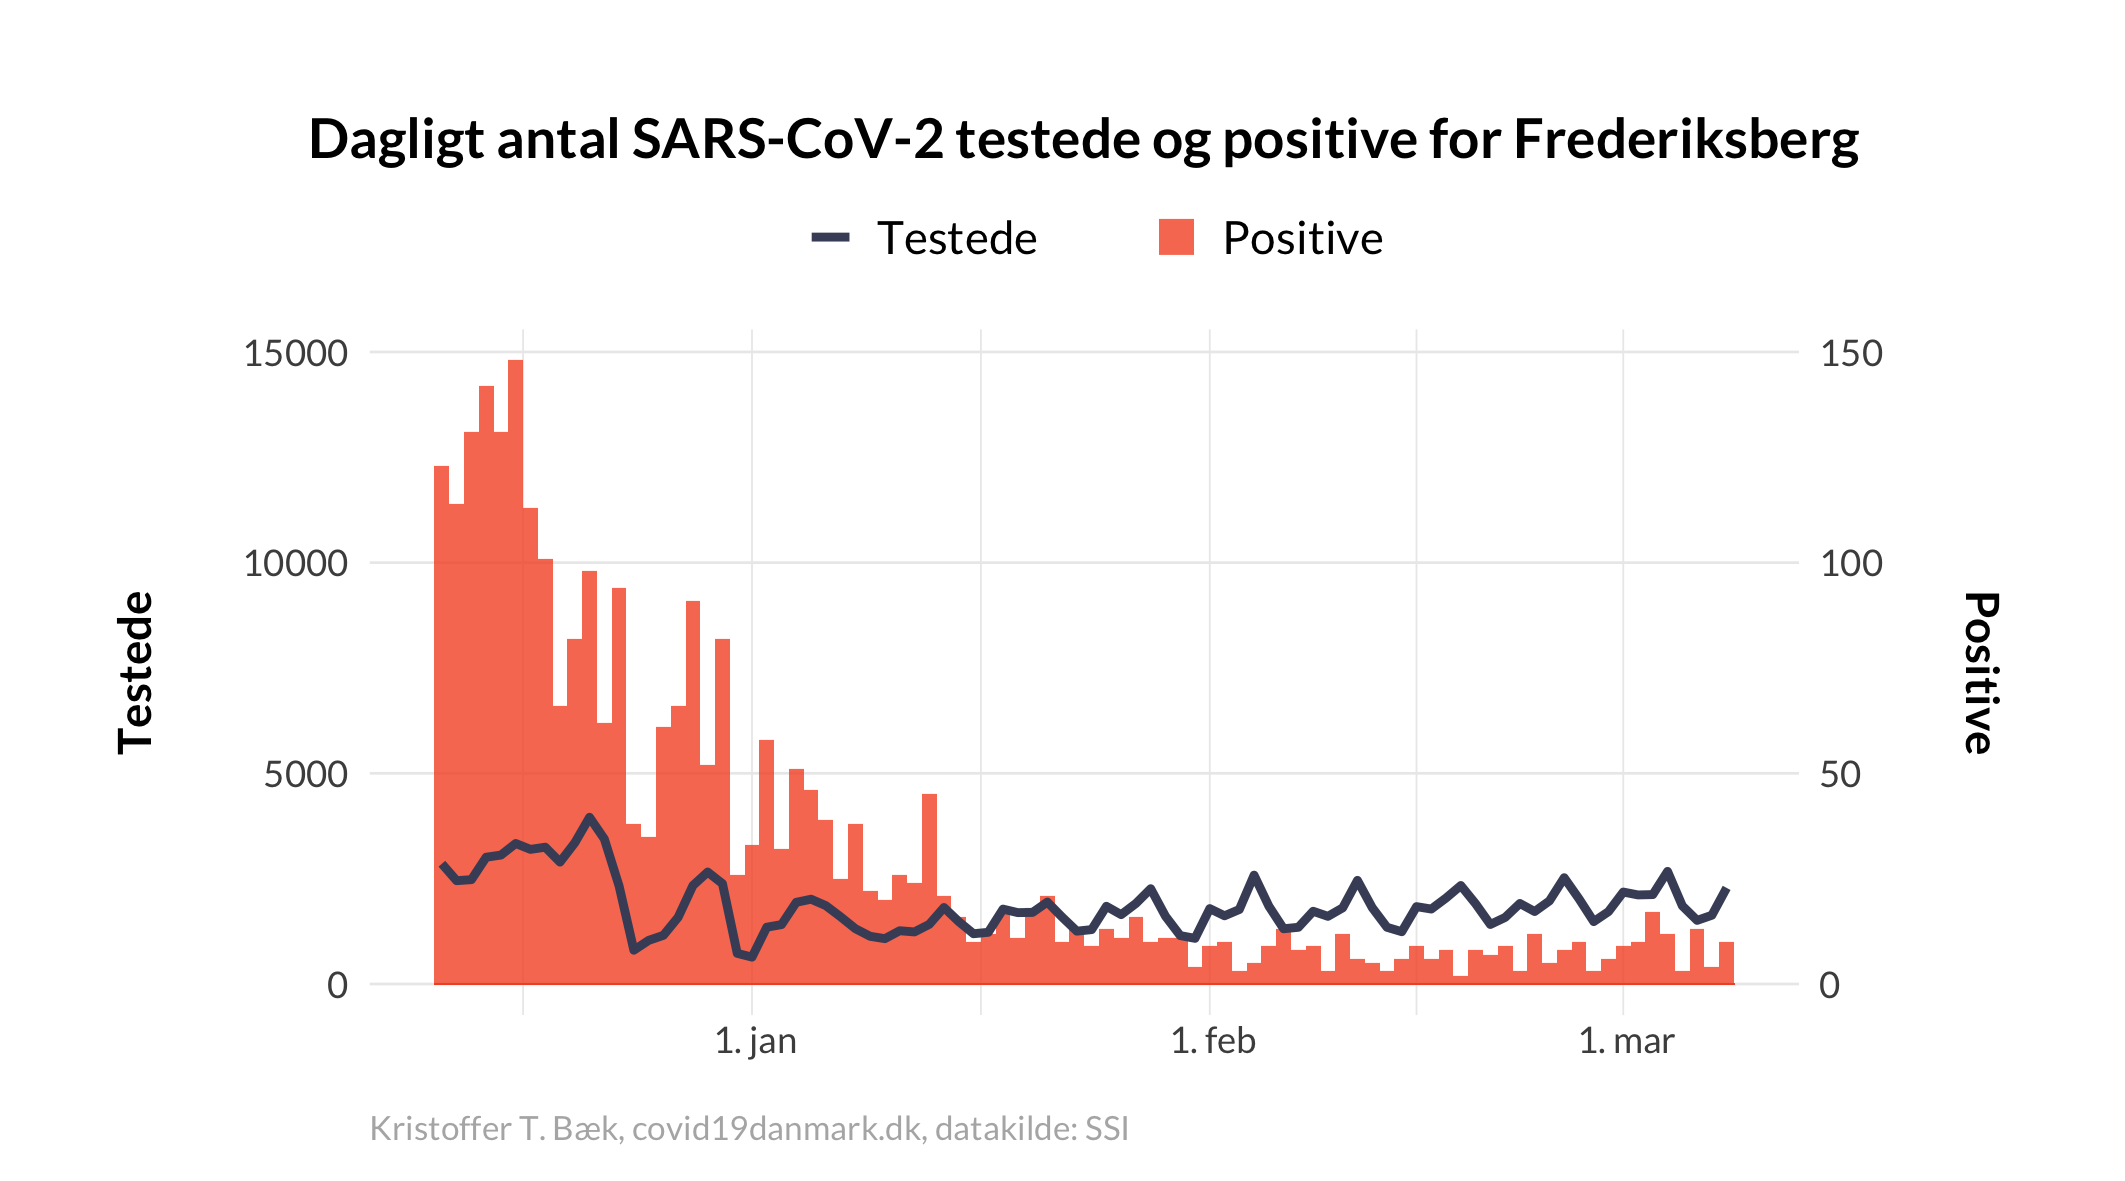 Dagligt antal SARS-CoV-2 testede og positive for Frederiksberg
Testede
Positive
15000
10000
5000
0
150
100
50
0
Testede
Positive
1. jan
1. feb
1. mar
Kristoffer T. Bæk, covid19danmark.dk, datakilde: SSI